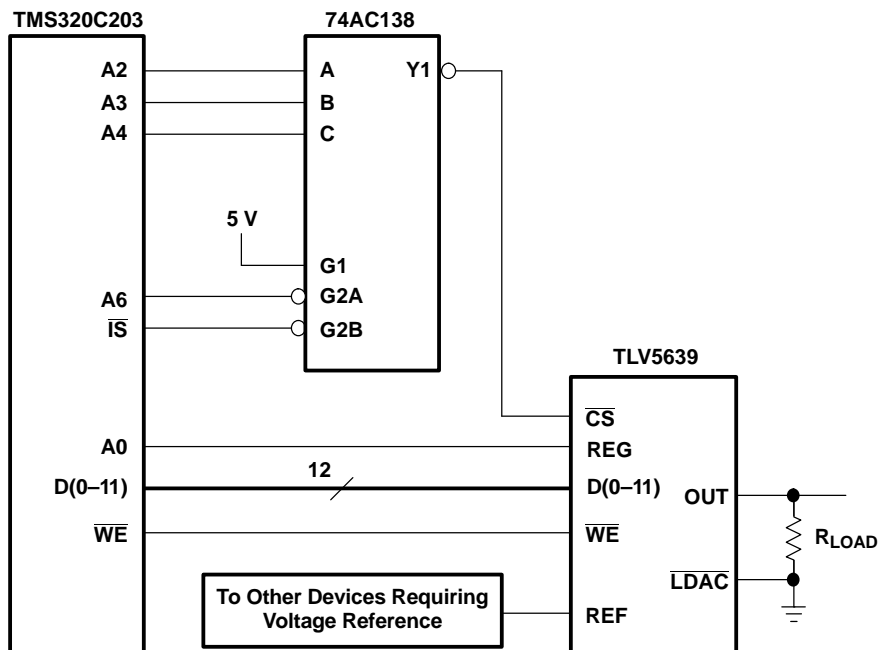 TMS320C203
74AC138
A2
A
Y1
A3
B
A4
C
5 V
G1
A6
G2A
IS
G2B
TLV5639
CS
A0
REG
12
D(0–11)
D(0–11)
OUT
WE
WE
RLOAD
LDAC
To Other Devices Requiring
Voltage Reference
REF